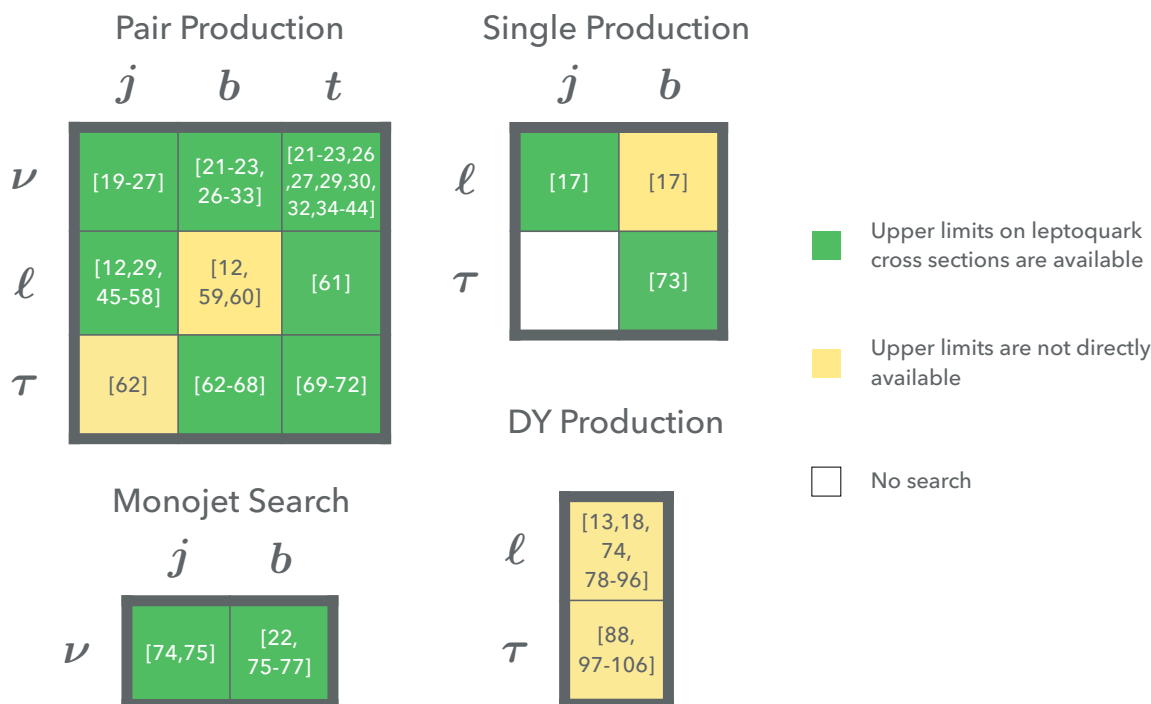 Pair Production
j b t
ν
[19-27]
[21-23,
26-33]
[21-23,26
,27,29,30,
32,34-44]
ℓ
[12,29,
45-58]
[12,
59,60]
[61]
τ
[62]
[62-68]
[69-72]
Single Production
j b
ℓ
[17]
[17]
τ
[73]
Upper limits on leptoquark
cross sections are available
Upper limits are not directly
available
No search
Monojet Search
j b
ν
[74,75]
[22,
75-77]
DY Production
ℓ
[13,18,
74,
78-96]
τ
[88,
97-106]